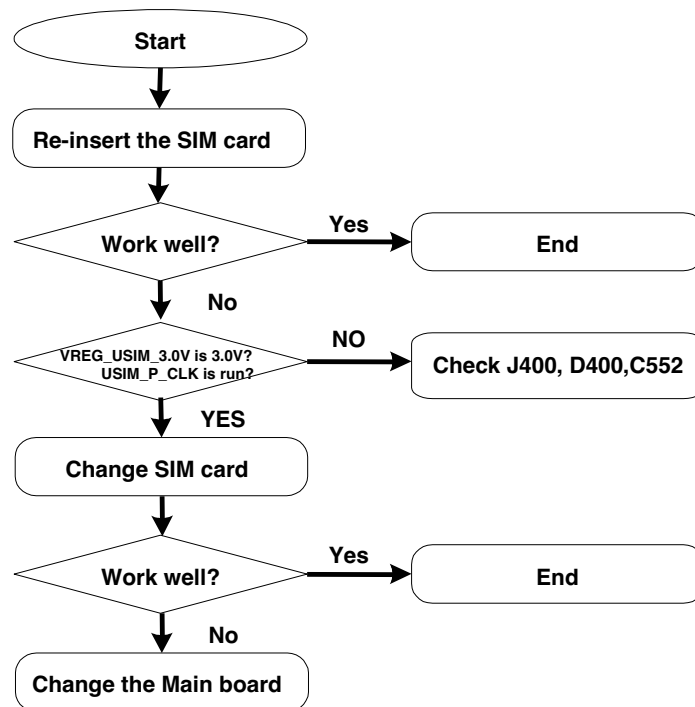 Start
Re-insert the SIM card
Work well?
Yes
End
No
VREG_USIM_3.0V is 3.0V?
USIM_P_CLK is run?
NO
Check J400, D400,C552
YES
Change SIM card
Work well?
Yes
End
No
Change the Main board